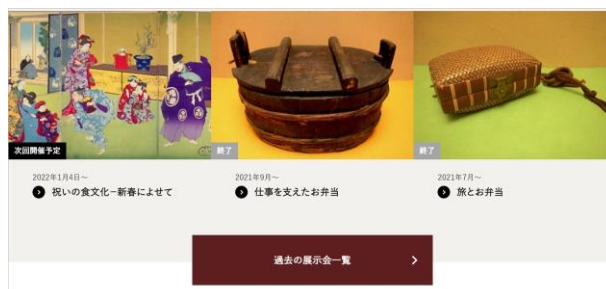 次回開催予定
終了
終了
2022年1月4日～
2021年9月～
2021年7月～
祝いの食文化－新春によせて
仕事を支えたお弁当
旅とお弁当
過去の展示会一覧